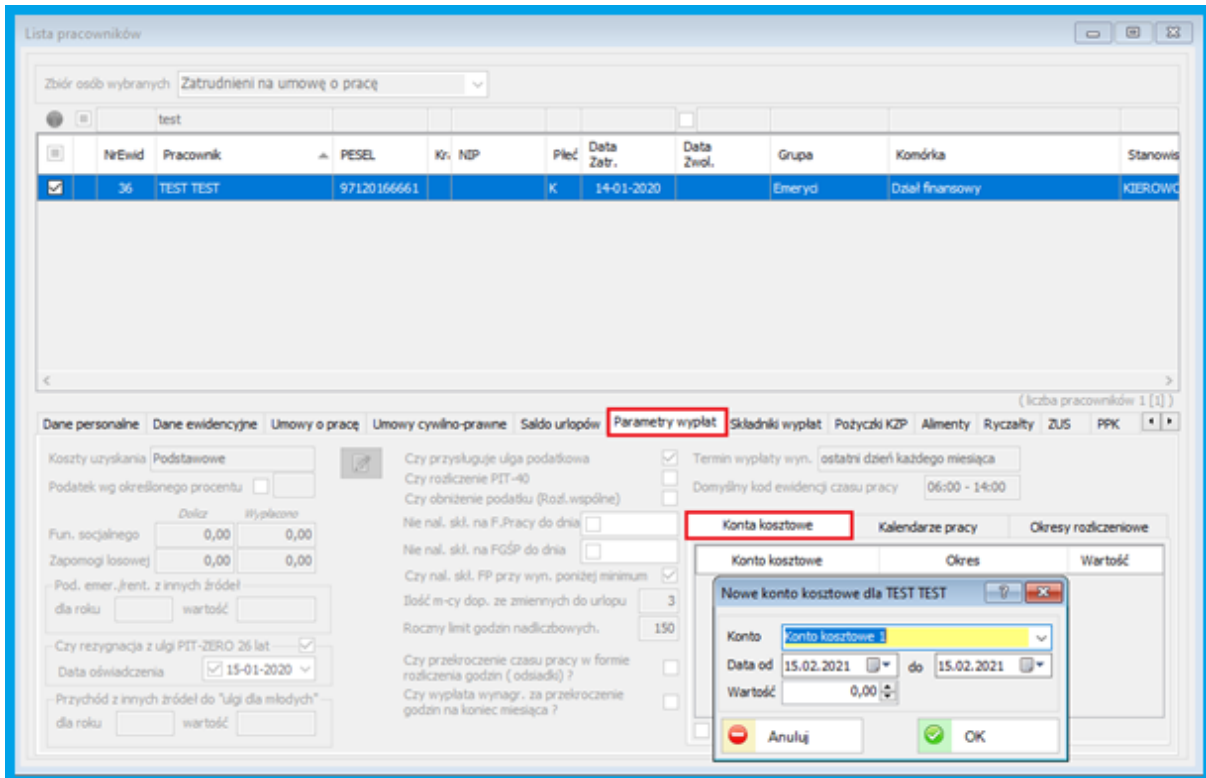 Lista pracowników
Zbiór osób wybranych Zatrudnieni na umowę o pracę
test
NrEwid Pracownik PESEL Kr. NIP Płeć Data Zatr. Data Zwol. Grupa Komórka Stanowis
36 TEST TEST 97120166661 K 14-01-2020 Emeryci Dział finansowy KIEROWC
( liczba pracowników 1 [1] )
Dane personalne Dane ewidencyjne Umowy o pracę Umowy cywilno-prawne Saldo urlopów Parametry wypłat Składniki wypłat Pożyczki KZP Alimenty Ryczałty ZUS PPK
Koszty uzyskania Podstawowe
Podatek wg określonego procentu
Dolicz Wypłacono
Fun. socjalnego 0,00 0,00
Zapomogi losowej 0,00 0,00
Pod. emer./rent. z innych źródeł
dla roku wartość
Czy rezygnacja z ulgi PIT-ZERO 26 lat
Data oświadczenia 15-01-2020
Przychód z innych źródeł do "ulgi dla młodych"
dla roku wartość
Czy przysługuje ulga podatkowa
Czy rozliczenie PIT-40
Czy obniżenie podatku (Rozl.wspólne)
Nie nal. skł. na F.Pracy do dnia
Nie nal. skł. na FGŚP do dnia
Czy nal. skł. FP przy wyn. poniżej minimum
Ilość m-cy dop. ze zmiennych do urlopu 3
Roczny limit godzin nadliczbowych. 150
Czy przekroczenie czasu pracy w formie
rozliczenia godzin ( odsiadki) ?
Czy wypłata wynagr. za przekroczenie
godzin na koniec miesiąca ?
Termin wypłaty wyn. ostatni dzień każdego miesiąca
Domyślny kod ewidencji czasu pracy 06:00 - 14:00
Konta kosztowe Kalendarze pracy Okresy rozliczeniowe
Konto kosztowe Okres Wartość
Nowe konto kosztowe dla TEST TEST
Konto Konto kosztowe 1
Data od 15.02.2021 do 15.02.2021
Wartość 0,00
Anuluj OK